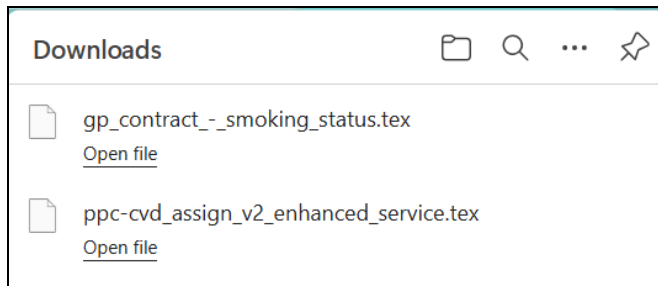 Downloads
gp_contract_-_smoking_status.tex
Open file
ppc-cvd_assign_v2_enhanced_service.tex
Open file